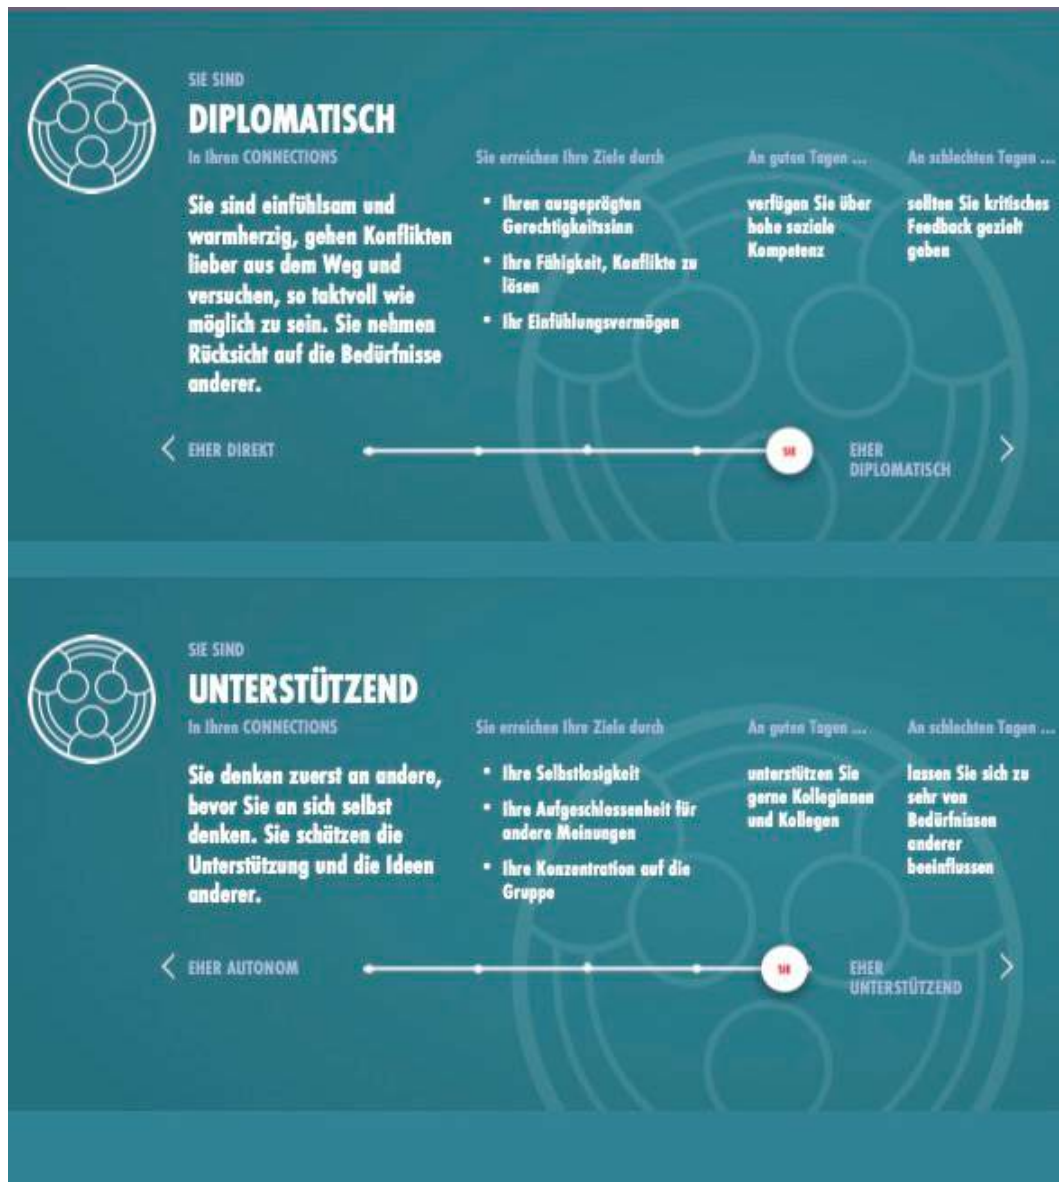 SIE SIND
DIPLOMATISCH
In Ihren CONNECTIONS
Sie sind einfühlsam und
warmherzig, gehen Konflikten
lieber aus dem Weg und
versuchen, so taktvoll wie
möglich zu sein. Sie nehmen
Rücksicht auf die Bedürfnisse
anderer.
Sie erreichen Ihre Ziele durch
▪ Ihren ausgeprägten
Gerechtigkeitssinn
▪ Ihre Fähigkeit, Konflikte zu
lösen
▪ Ihr Einfühlungsvermögen
An guten Tagen ...
verfügen Sie über
hohe soziale
Kompetenz
An schlechten Tagen ...
sollten Sie kritisches
Feedback gezielt
geben
EHER DIREKT
SIE
EHER
DIPLOMATISCH
SIE SIND
UNTERSTÜTZEND
In Ihren CONNECTIONS
Sie denken zuerst an andere,
bevor Sie an sich selbst
denken. Sie schätzen die
Unterstützung und die Ideen
anderer.
Sie erreichen Ihre Ziele durch
▪ Ihre Selbstlosigkeit
▪ Ihre Aufgeschlossenheit für
andere Meinungen
▪ Ihre Konzentration auf die
Gruppe
An guten Tagen ...
unterstützen Sie
gerne Kolleginnen
und Kollegen
An schlechten Tagen ...
lassen Sie sich zu
sehr von
Bedürfnissen
anderer
beeinflussen
EHER AUTONOM
SIE
EHER
UNTERSTÜTZEND